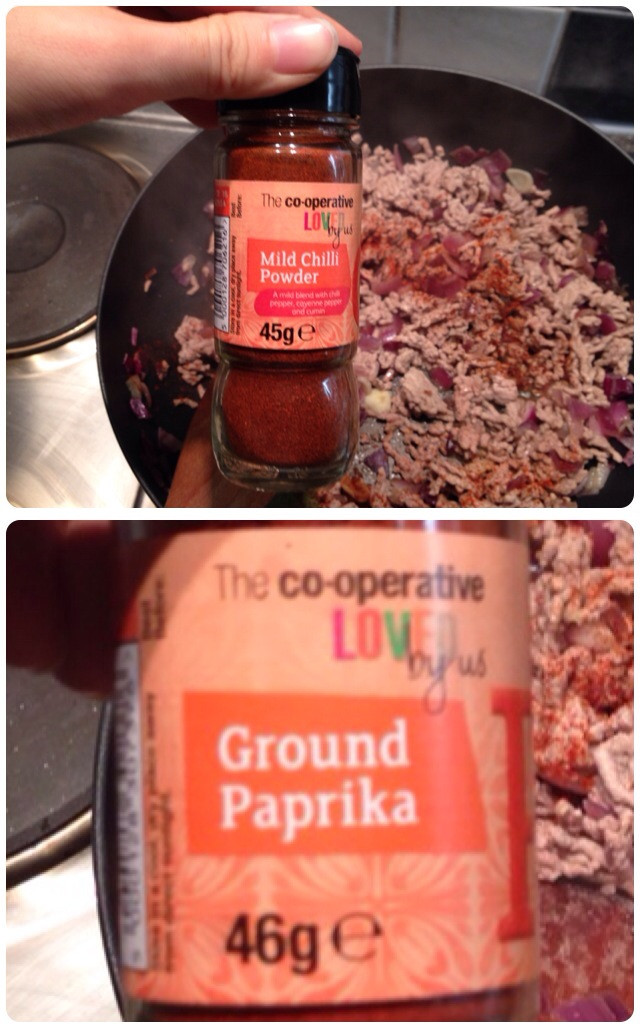 The co-operative
LOVED
by us
Mild Chilli
Powder
A mild blend with chilli
pepper, cayenne pepper
and cumin
45g e
The co-operative
LOVED
by us
Ground
Paprika
46g e